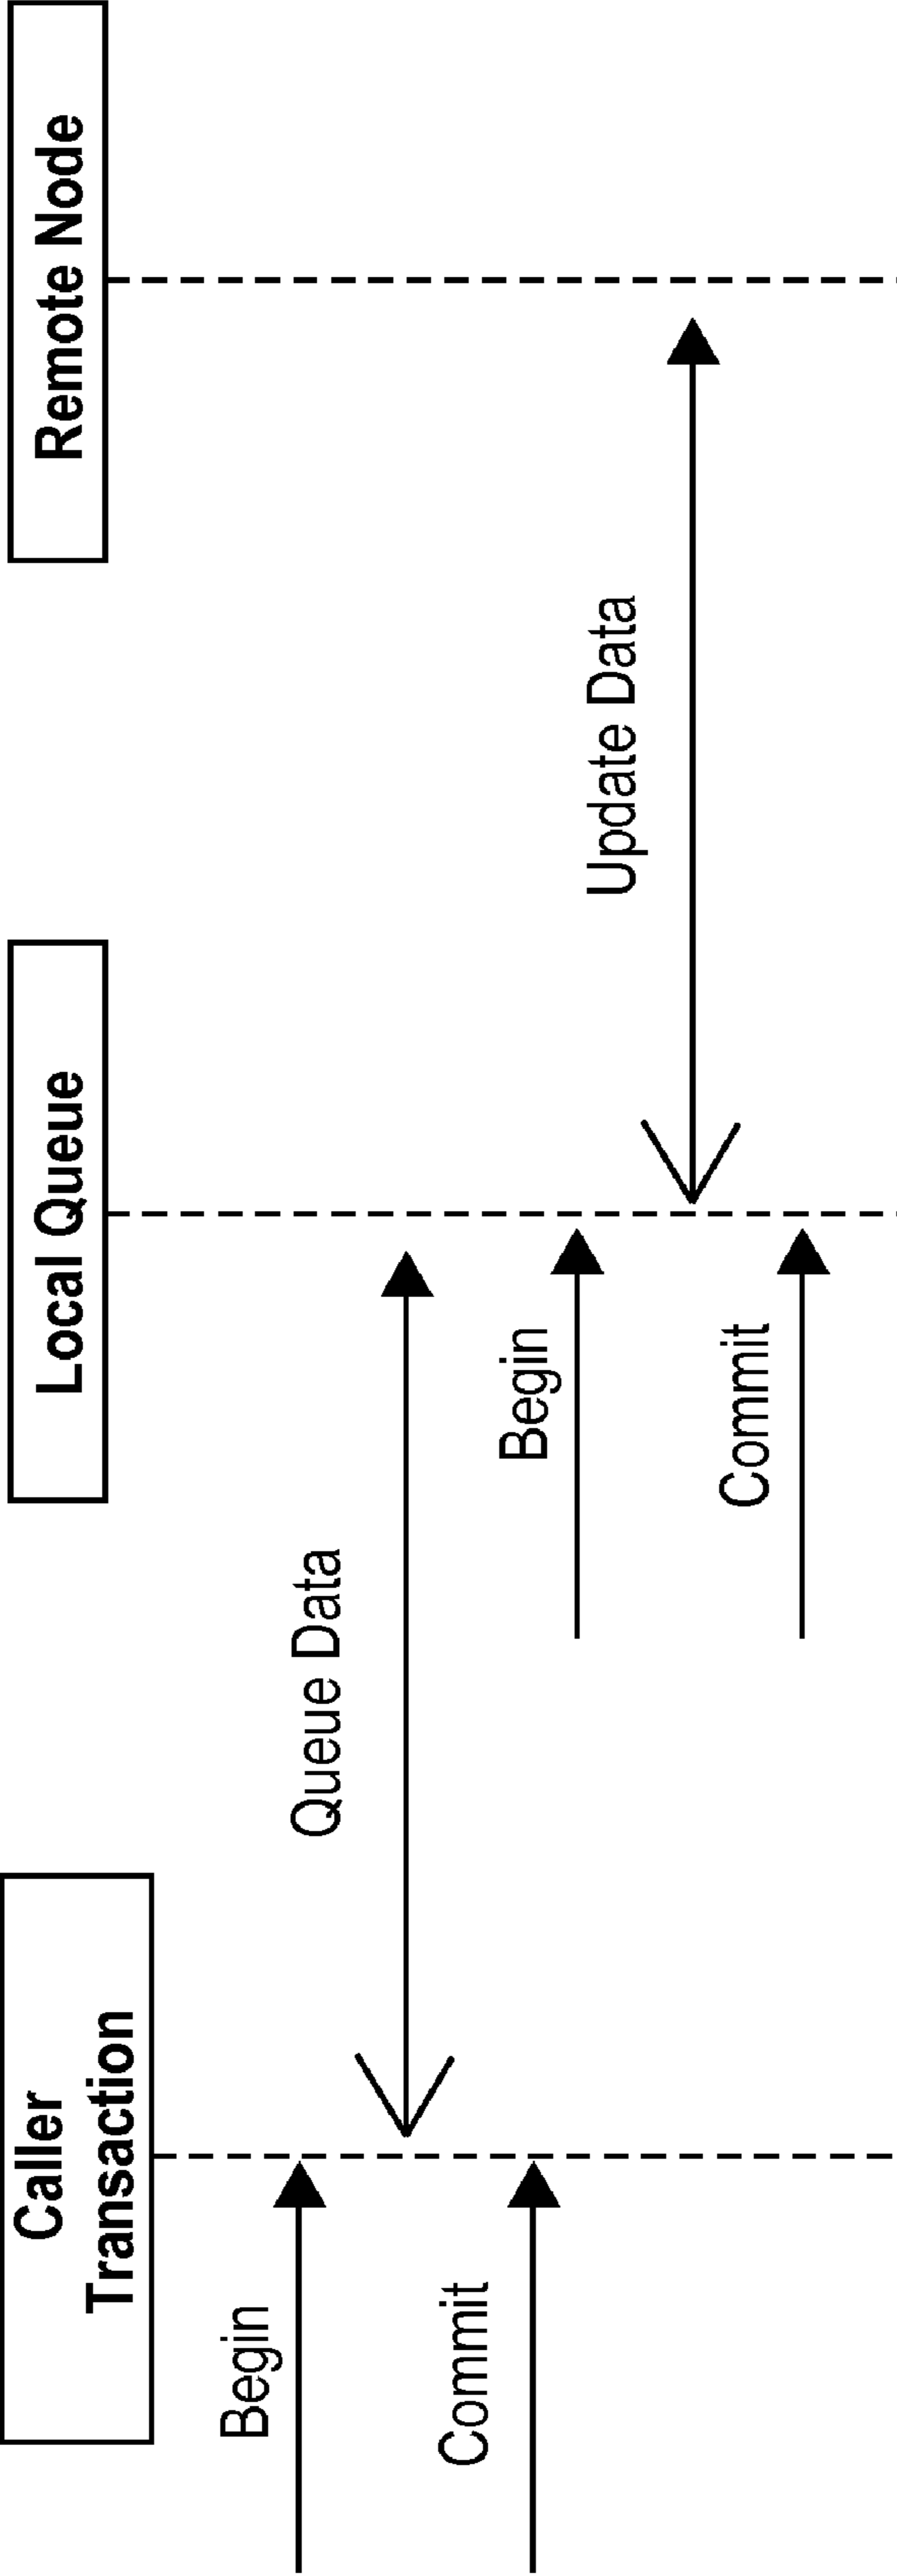 Caller
Transaction
Local Queue
Remote Node
Begin
Queue Data
Commit
Begin
Update Data
Commit